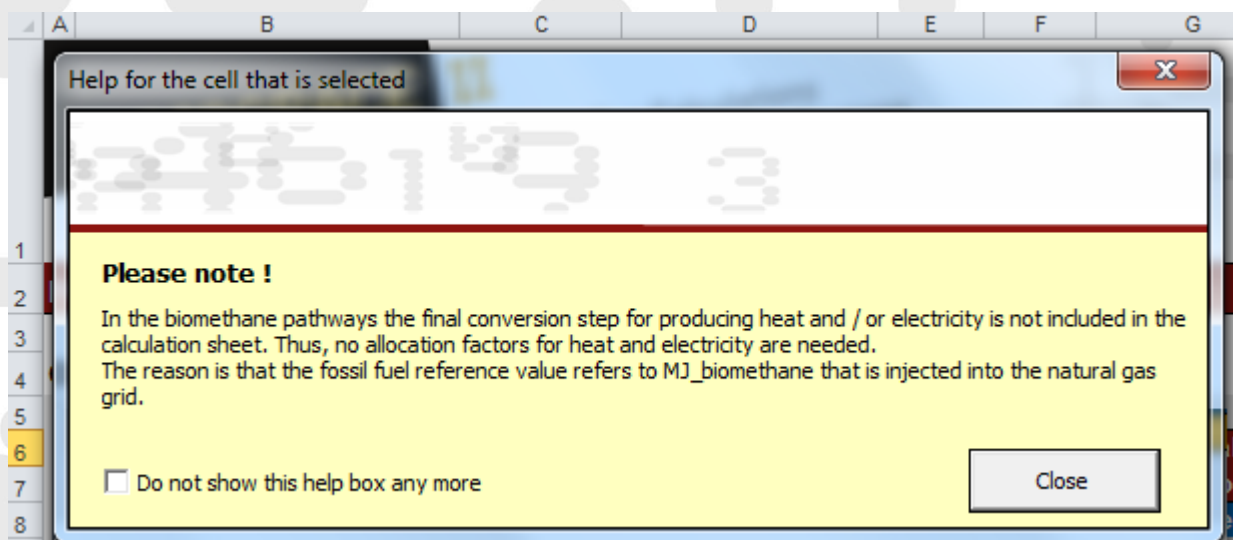 A B C D E F G
Help for the cell that is selected
II
1
2
3
4
5
6
7
8
Please note !
In the biomethane pathways the final conversion step for producing heat and / or electricity is not included in the
calculation sheet. Thus, no allocation factors for heat and electricity are needed.
The reason is that the fossil fuel reference value refers to MJ_biomethane that is injected into the natural gas
grid.
Do not show this help box any more
Close